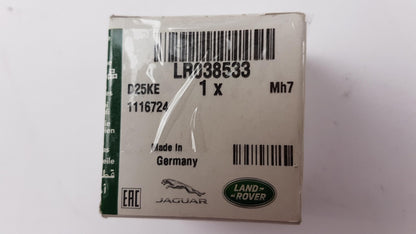 LR038533
D25KE 1 x Mh7
1116724
Made in
Germany
EAC JAGUAR LAND-ROVER